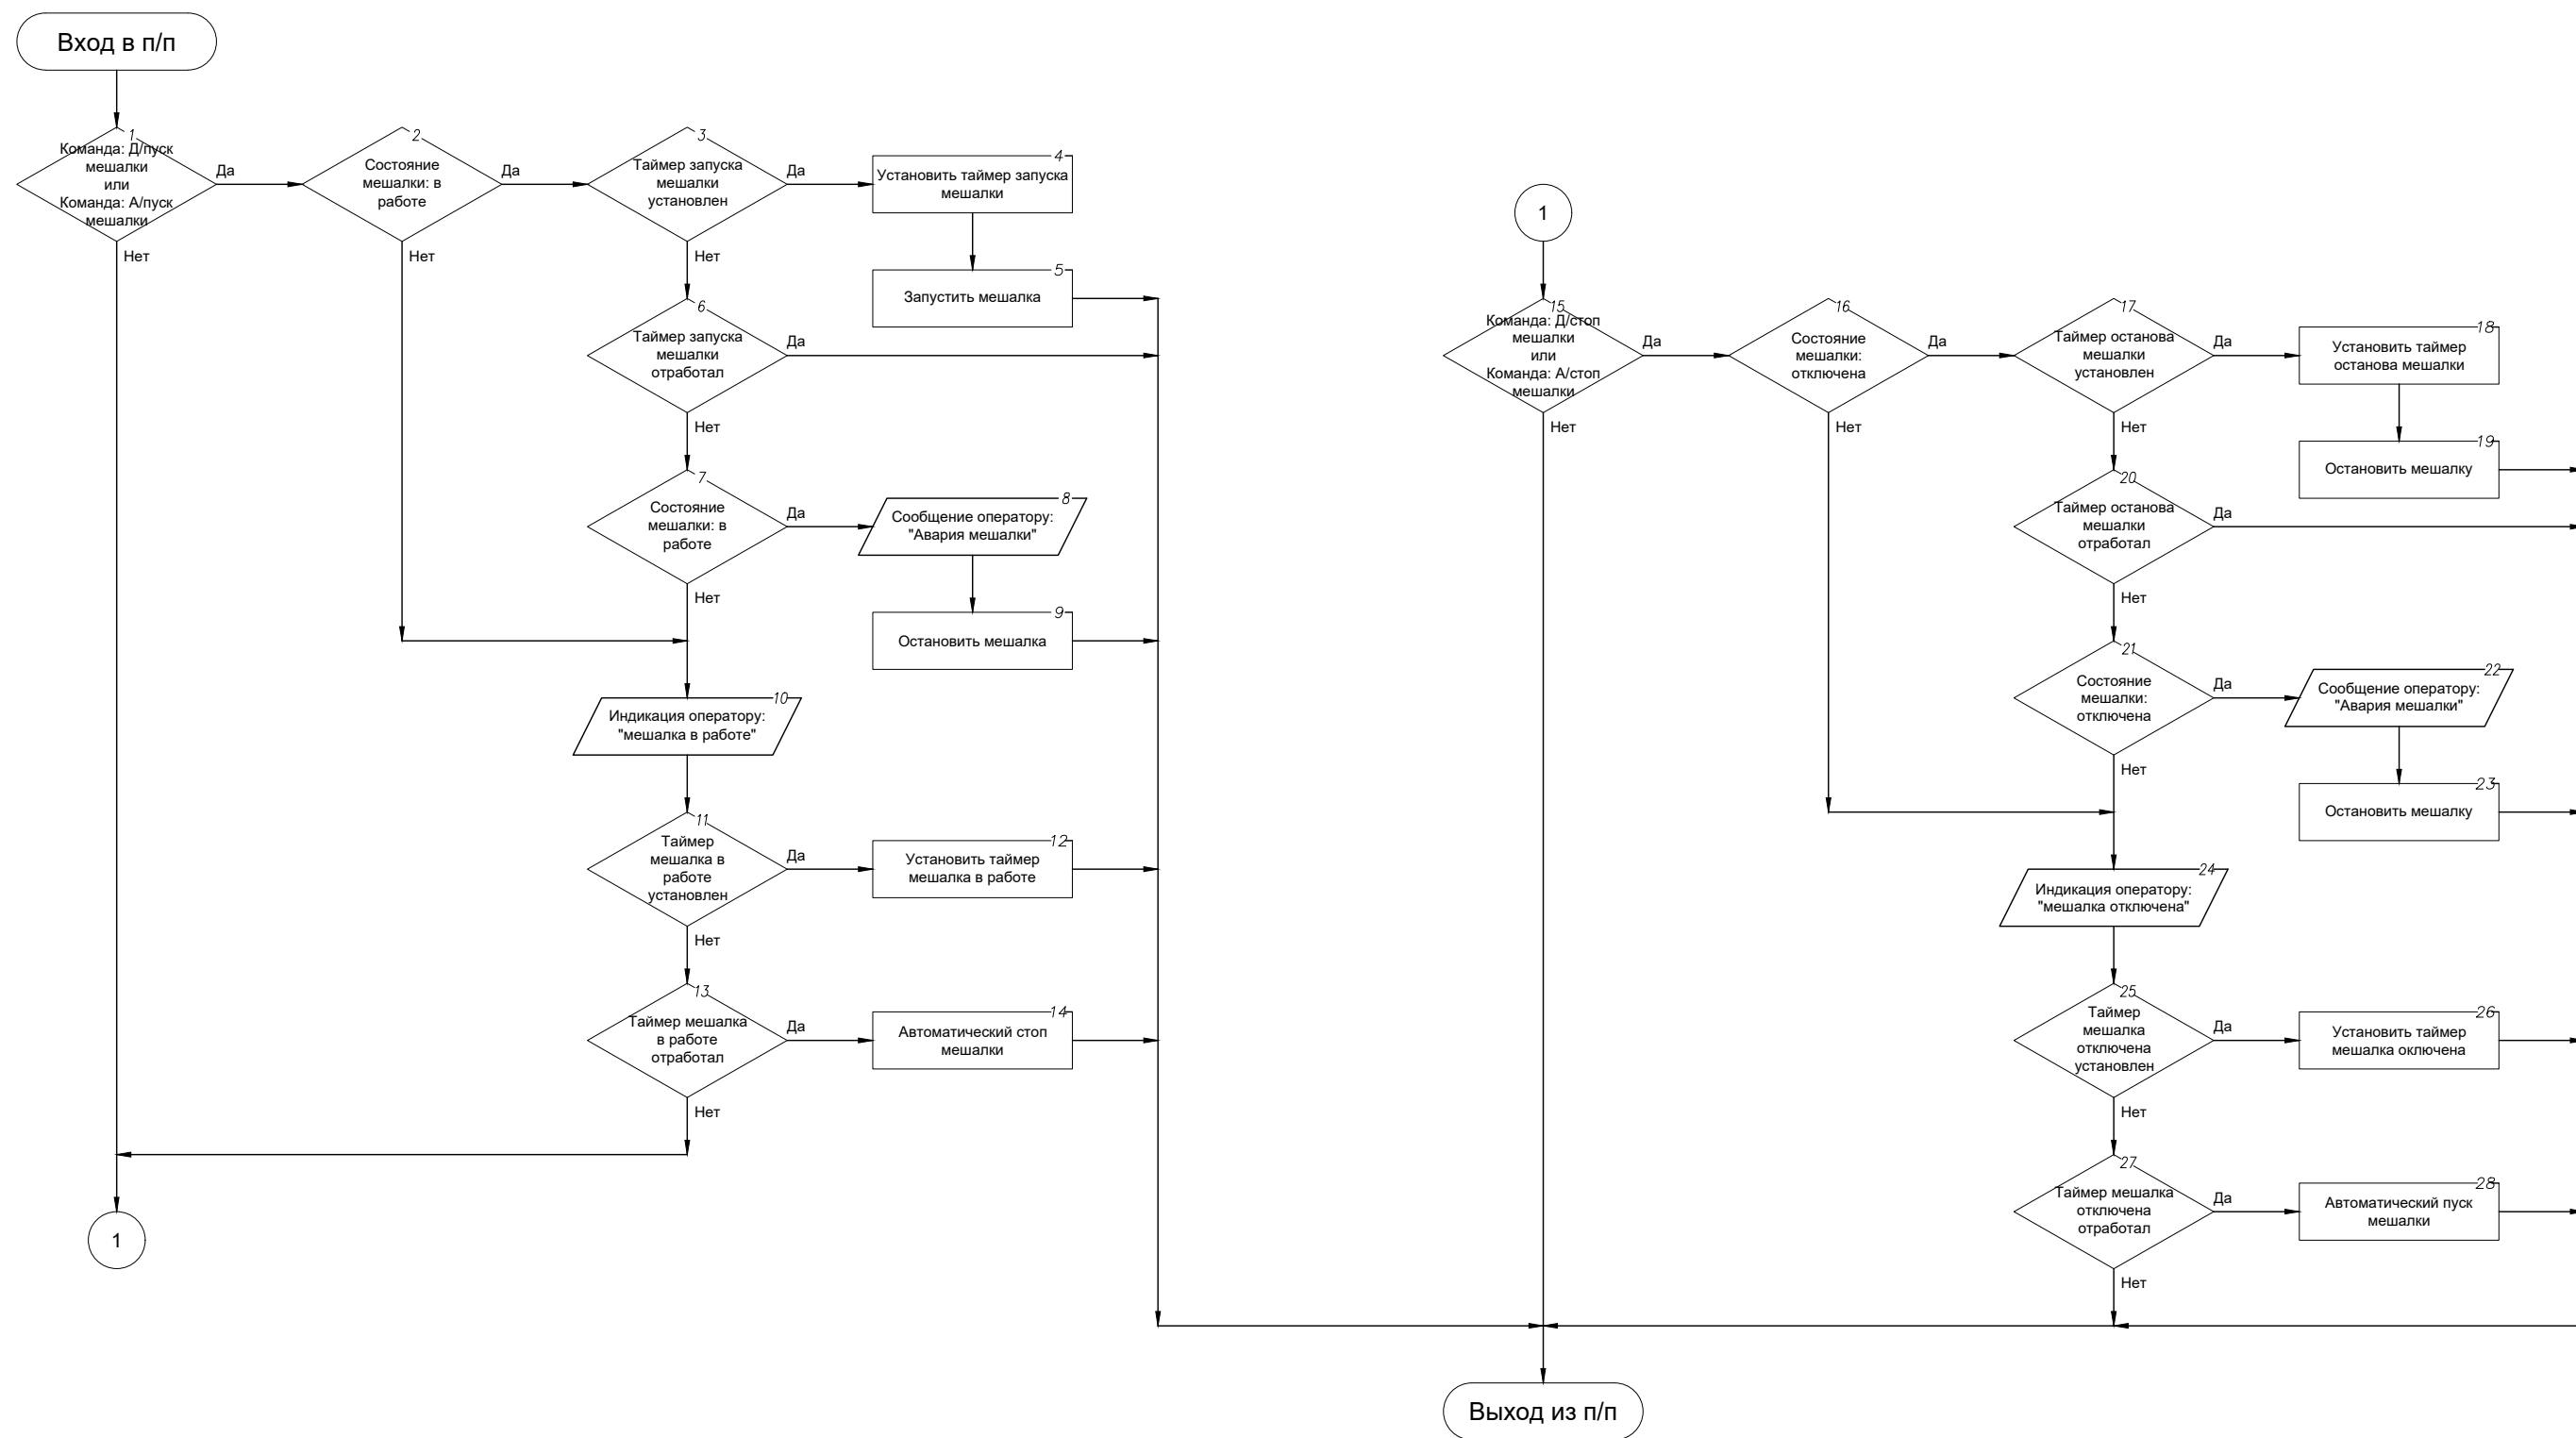 Вход в п/п
1
Команда: Д/пуск
мешалки
или
Команда: А/пуск
мешалки
Да
Нет
2
Состояние
мешалки: в
работе
Да
Нет
3
Таймер запуска
мешалки
установлен
Да
Нет
4
Установить таймер запуска
мешалки
5
Запустить мешалка
6
Таймер запуска
мешалки
отработал
Да
Нет
7
Состояние
мешалки: в
работе
Да
Нет
8
Сообщение оператору:
"Авария мешалки"
9
Остановить мешалка
10
Индикация оператору:
"мешалка в работе"
11
Таймер
мешалка в
работе
установлен
Да
Нет
12
Установить таймер
мешалка в работе
13
Таймер мешалка
в работе
отработал
Да
Нет
14
Автоматический стоп
мешалки
1
1
15
Команда: Д/стоп
мешалки
или
Команда: А/стоп
мешалки
Да
Нет
16
Состояние
мешалки:
отключена
Да
Нет
17
Таймер останова
мешалки
установлен
Да
Нет
18
Установить таймер
останова мешалки
19
Остановить мешалку
20
Таймер останова
мешалки
отработал
Да
Нет
21
Состояние
мешалки:
отключена
Да
Нет
22
Сообщение оператору:
"Авария мешалки"
23
Остановить мешалку
24
Индикация оператору:
"мешалка отключена"
25
Таймер
мешалка
отключена
установлен
Да
Нет
26
Установить таймер
мешалка оключена
27
Таймер мешалка
отключена
отработал
Да
Нет
28
Автоматический пуск
мешалки
Выход из п/п